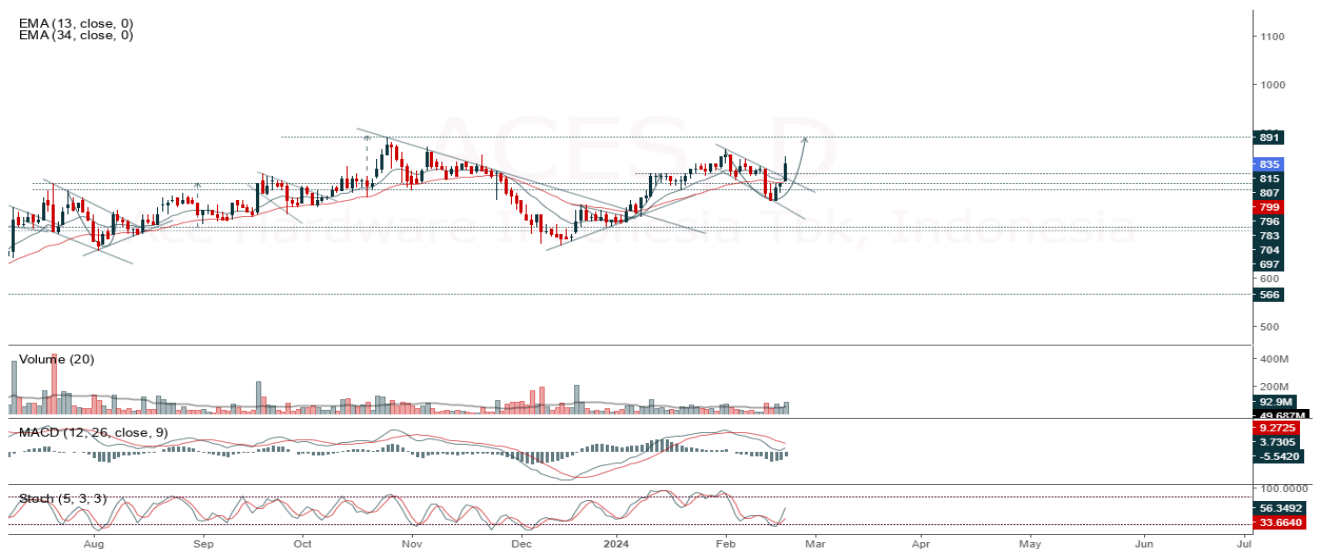 EMA (13, close, 0)
EMA (34, close, 0)
ACES, D
1100
1000
891
835
815
807
799
796
783
704
697
600
566
500
Volume (20)
400M
200M
92.9M
49.687M
MACD (12, 26, close, 9)
9.2725
3.7305
-5.5420
Stoch (5, 3, 3)
100.0000
56.3492
33.6640
Aug Sep Oct Nov Dec 2024 Feb Mar Apr May Jun Jul